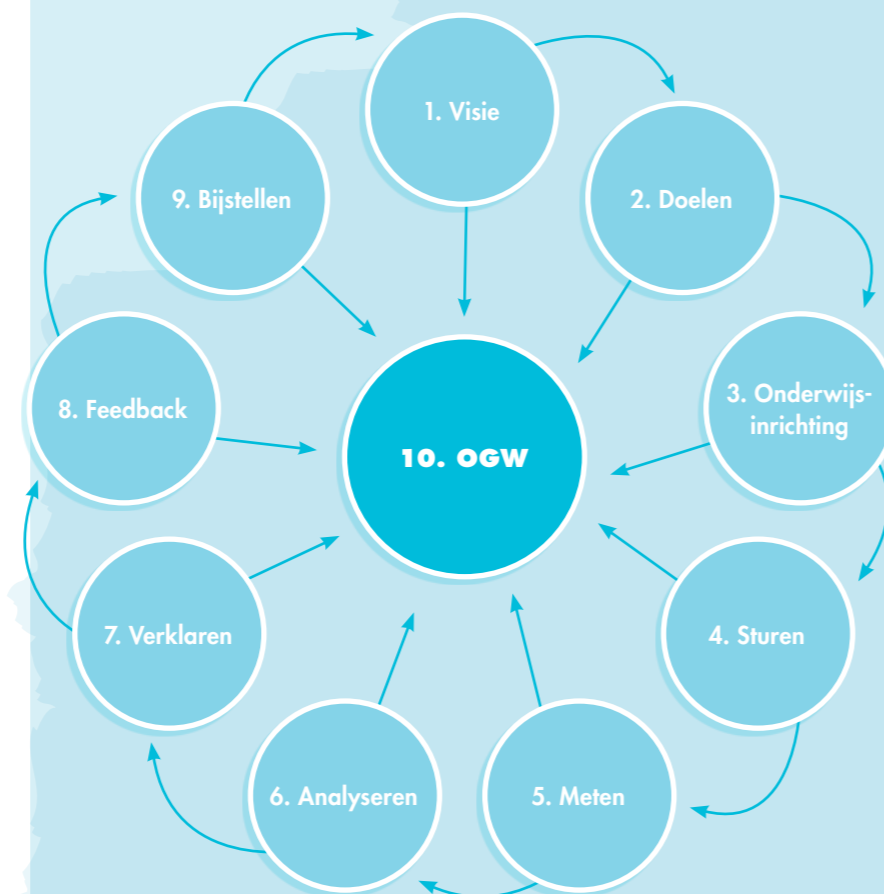 1. Visie
2. Doelen
3. Onderwijs-
inrichting
4. Sturen
5. Meten
6. Analyseren
7. Verklaren
8. Feedback
9. Bijstellen
10. OGW